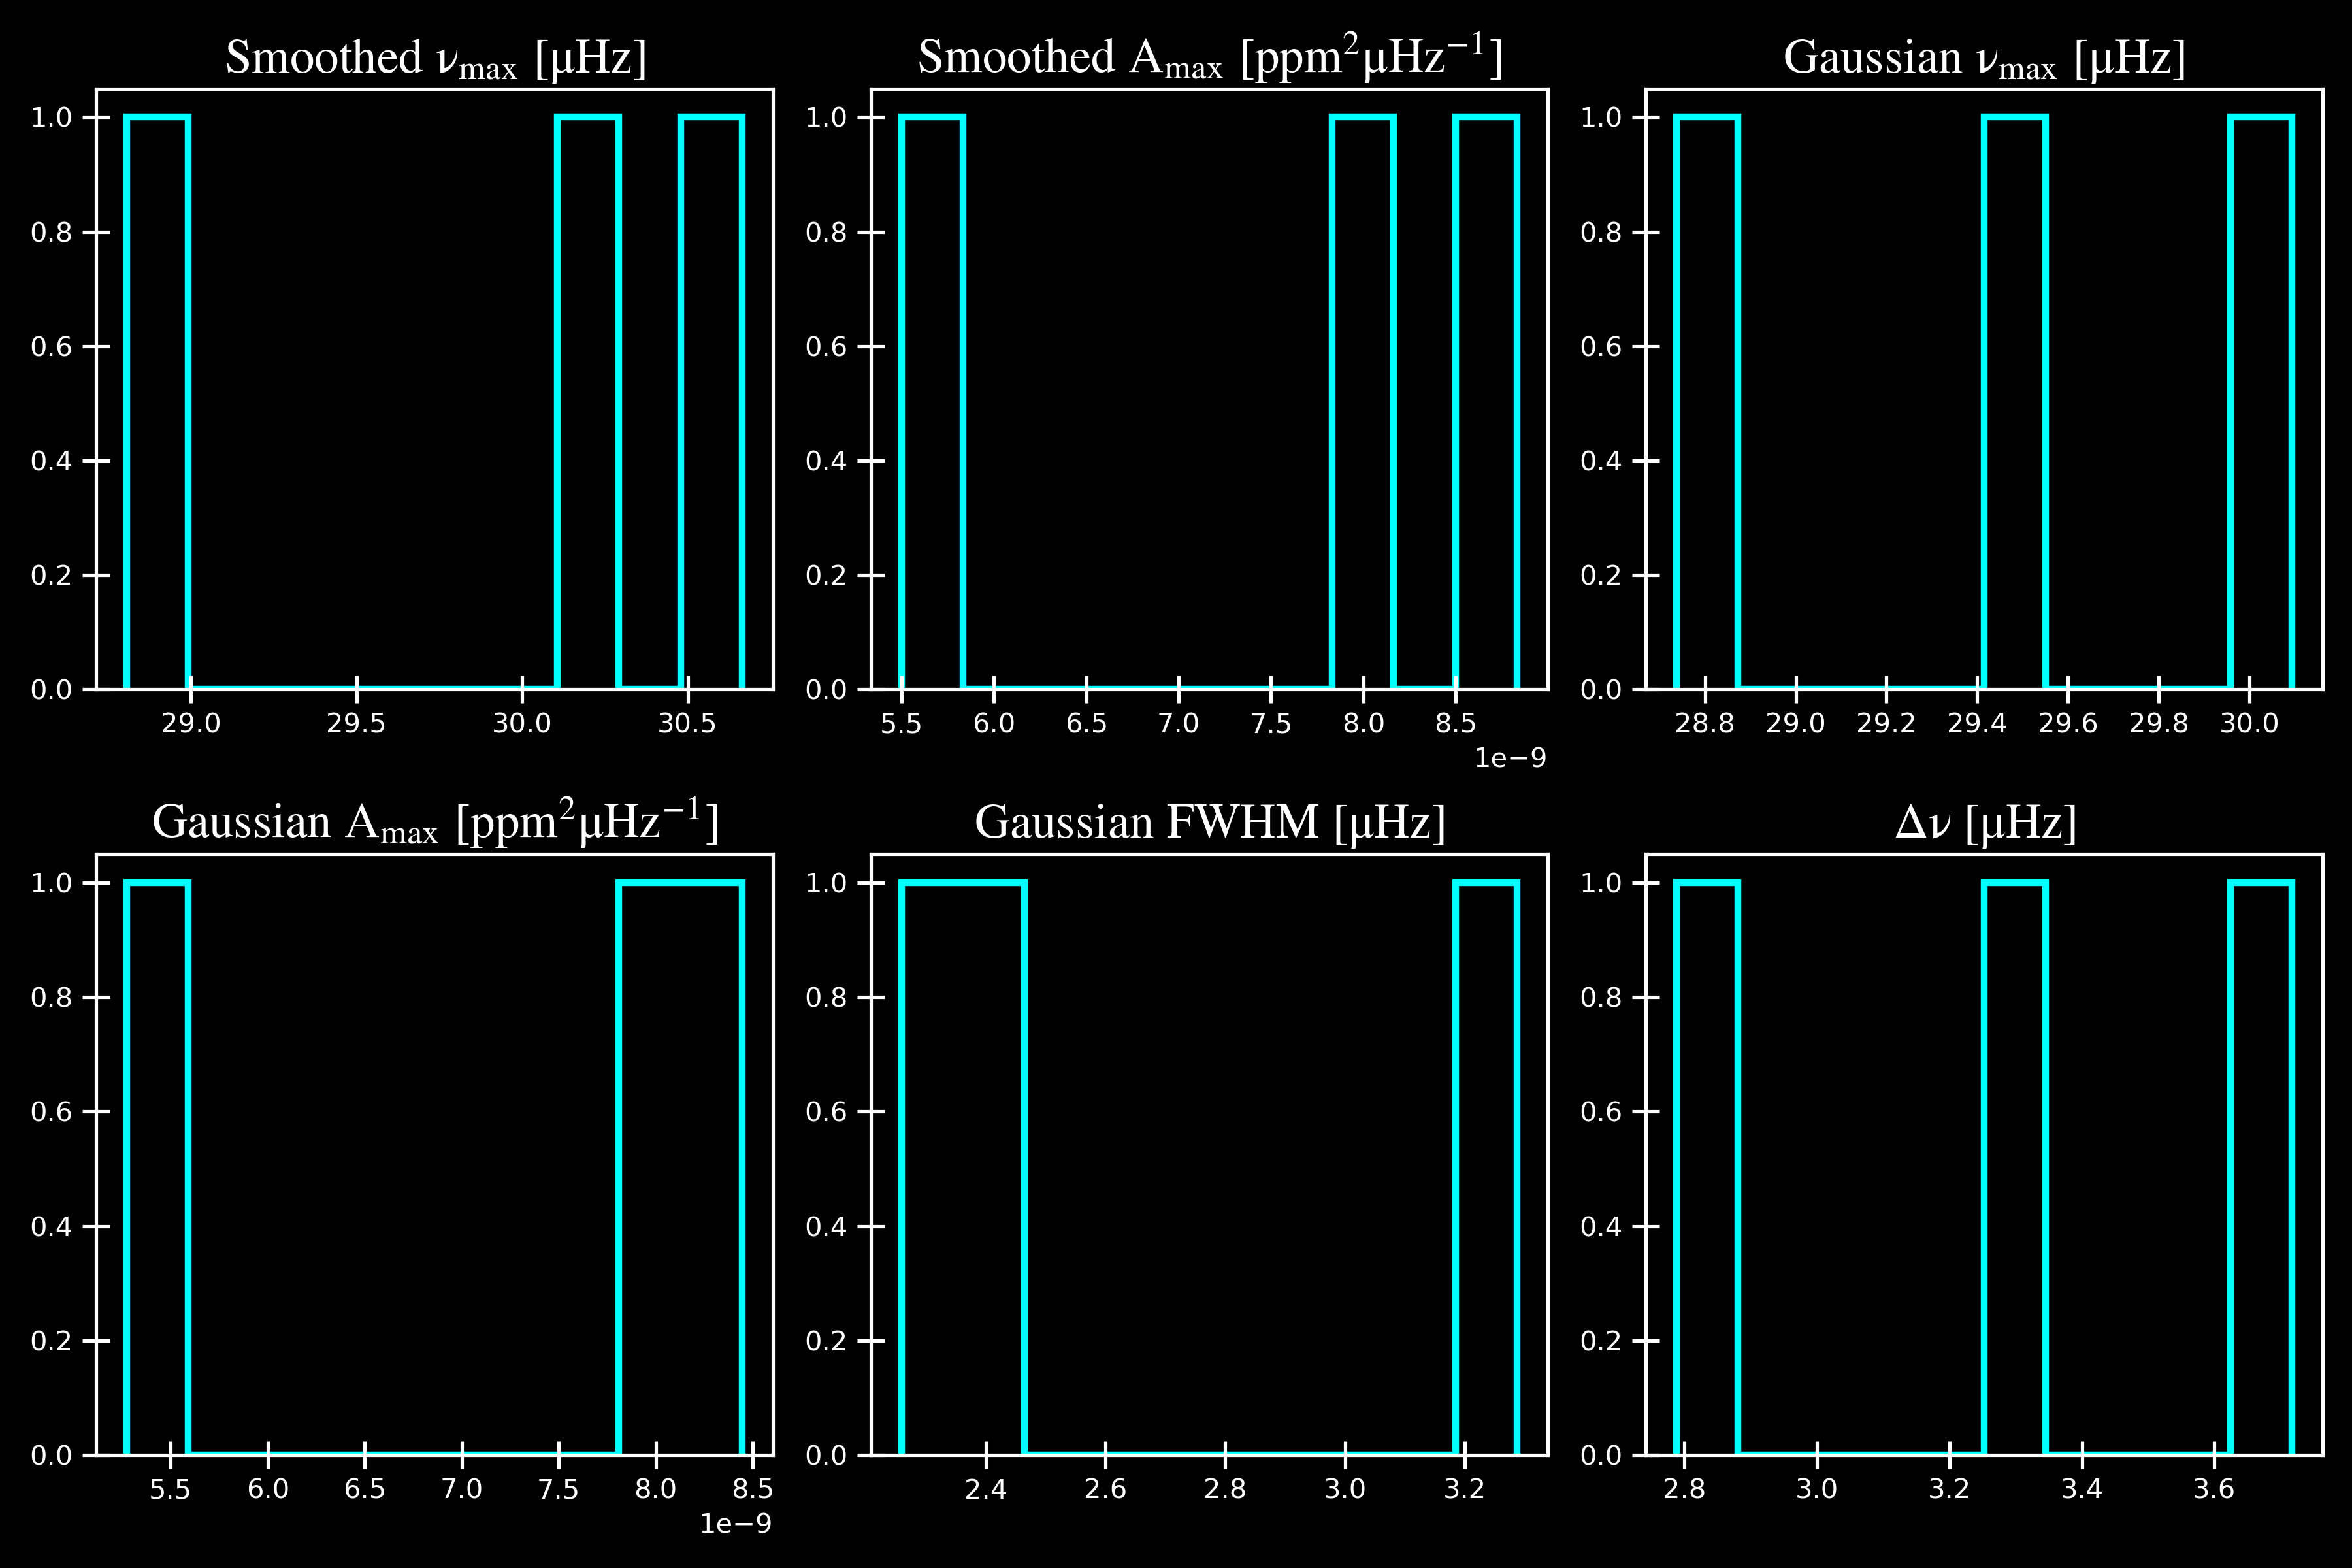 Smoothed ν_max [μHz]
1.0
0.8
0.6
0.4
0.2
0.0
29.0 29.5 30.0 30.5
Smoothed A_max [ppm²μHz⁻¹]
1.0
0.8
0.6
0.4
0.2
0.0
5.5 6.0 6.5 7.0 7.5 8.0 8.5
1e−9
Gaussian ν_max [μHz]
1.0
0.8
0.6
0.4
0.2
0.0
28.8 29.0 29.2 29.4 29.6 29.8 30.0
Gaussian A_max [ppm²μHz⁻¹]
1.0
0.8
0.6
0.4
0.2
0.0
5.5 6.0 6.5 7.0 7.5 8.0 8.5
1e−9
Gaussian FWHM [μHz]
1.0
0.8
0.6
0.4
0.2
0.0
2.4 2.6 2.8 3.0 3.2
Δν [μHz]
1.0
0.8
0.6
0.4
0.2
0.0
2.8 3.0 3.2 3.4 3.6